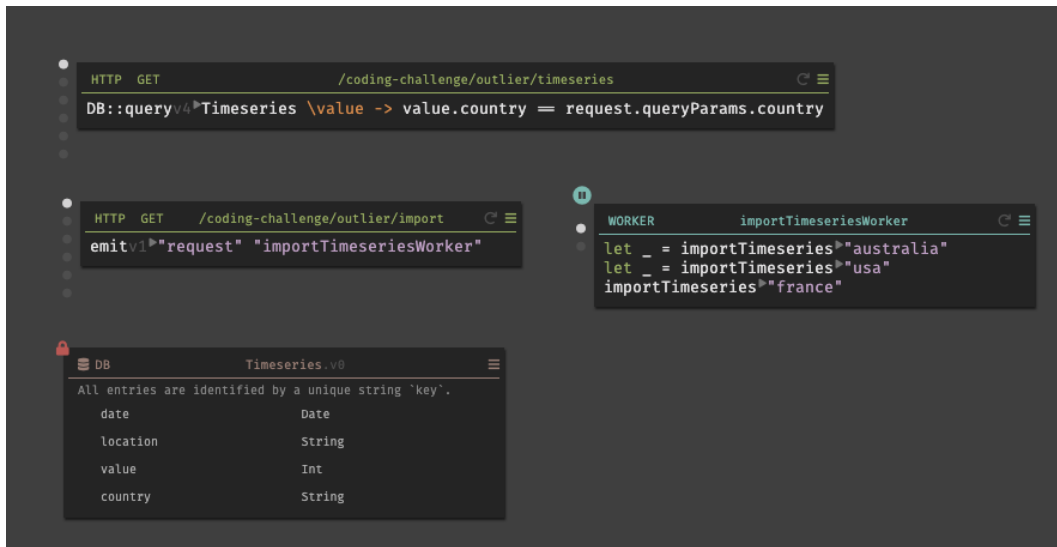 HTTP GET /coding-challenge/outlier/timeseries
DB::queryv4 Timeseries \value -> value.country == request.queryParams.country
HTTP GET /coding-challenge/outlier/import
emitv1 "request" "importTimeseriesWorker"
WORKER importTimeseriesWorker
let _ = importTimeseries "australia"
let _ = importTimeseries "usa"
importTimeseries "france"
DB Timeseries.v0
All entries are identified by a unique string `key`.
date Date
location String
value Int
country String